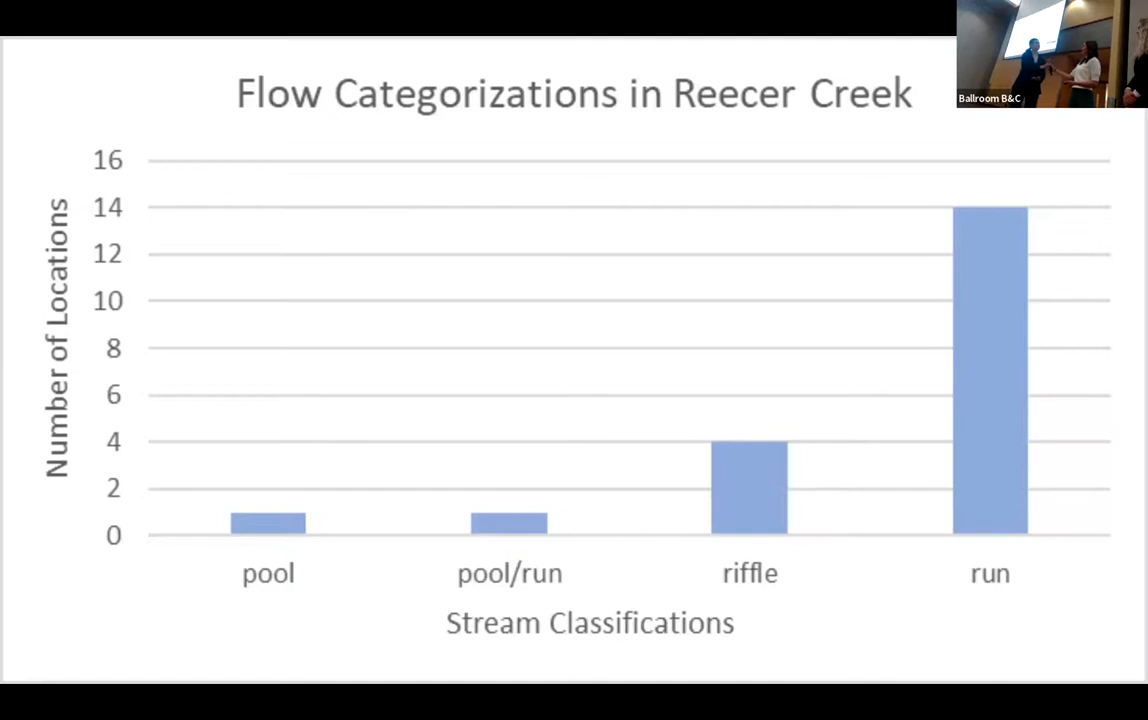 Flow Categorizations in Reecer Creek
Ballroom B&C
16
14
12
10
8
6
4
2
0
Number of Locations
pool
pool/run
riffle
run
Stream Classifications